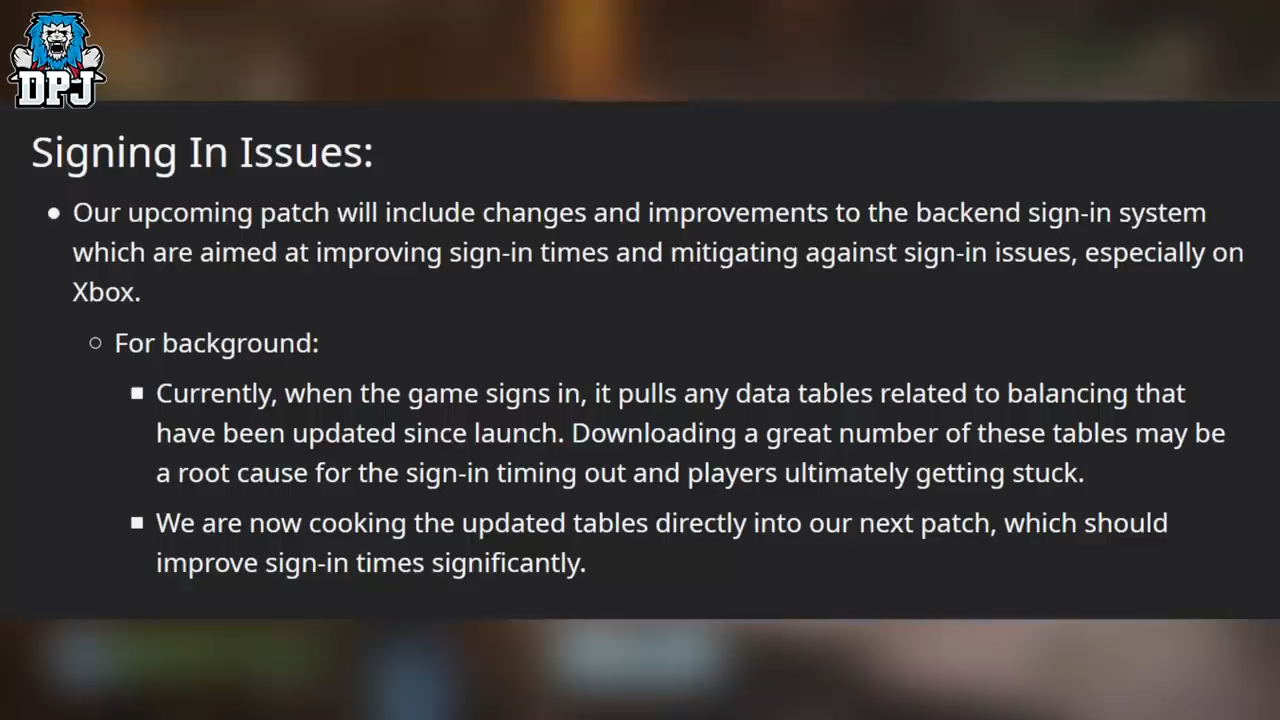 DPJ
Signing In Issues:
● Our upcoming patch will include changes and improvements to the backend sign-in system
which are aimed at improving sign-in times and mitigating against sign-in issues, especially on
Xbox.
○ For background:
■ Currently, when the game signs in, it pulls any data tables related to balancing that
have been updated since launch. Downloading a great number of these tables may be
a root cause for the sign-in timing out and players ultimately getting stuck.
■ We are now cooking the updated tables directly into our next patch, which should
improve sign-in times significantly.